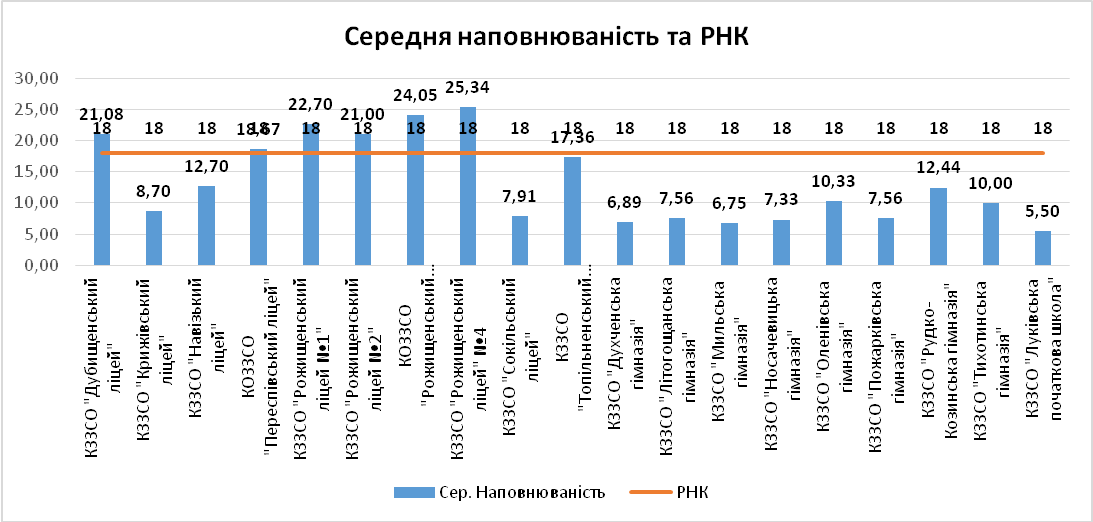 Середня наповнюваність та РНК
30,00
25,00
20,00
15,00
10,00
5,00
0,00
21,08
8,70
12,70
18,67
22,70
21,00
24,05
25,34
7,91
17,36
6,89
7,56
6,75
7,33
10,33
7,56
12,44
10,00
5,50
18 18 18 18 18 18 18 18 18 18 18 18 18 18 18 18 18 18 18
КЗЗСО "Дубищенський
ліцей"
КЗЗСО "Крижівський
ліцей"
КЗЗСО "Навізький
ліцей"
КОЗЗСО
"Переспівський ліцей"
КЗЗСО "Рожищенський
ліцей №1"
КЗЗСО "Рожищенський
ліцей №2"
КОЗЗСО
"Рожищенський...
КЗЗСО "Рожищенський
ліцей" №4
КЗЗСО "Сокільський
ліцей"
КЗЗСО
"Топільненський...
КЗЗСО "Духченська
гімназія"
КЗЗСО "Літогощанська
гімназія"
КЗЗСО "Мильська
гімназія"
КЗЗСО "Носачевицька
гімназія"
КЗЗСО "Оленівська
гімназія"
КЗЗСО "Пожарківська
гімназія"
КЗЗСО "Рудко-
Козинська гімназія"
КЗЗСО "Тихотинська
гімназія"
КЗЗСО "Луківська
початкова школа"
Сер. Наповнюваність
РНК